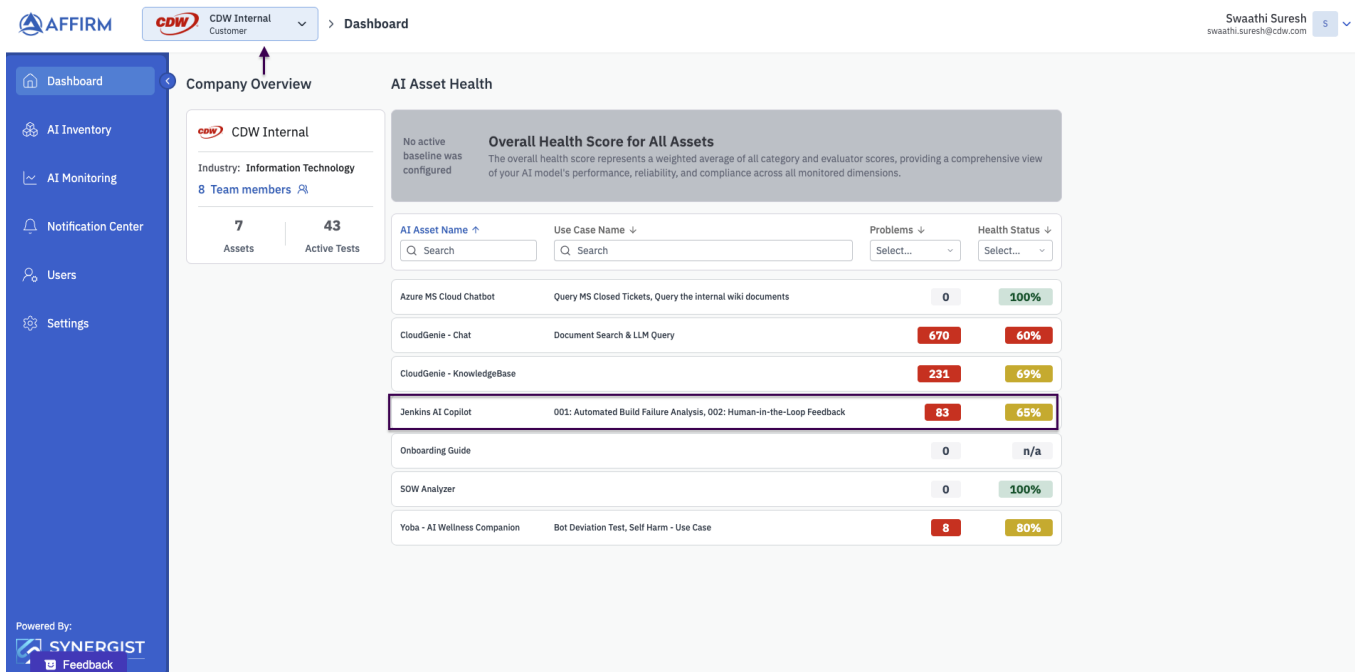 AFFIRM
CDW
CDW Internal
Customer
> Dashboard
Swaathi Suresh
swaathi.suresh@cdw.com
S
Dashboard
AI Inventory
AI Monitoring
Notification Center
Users
Settings
Powered By:
SYNERGIST
Feedback
Company Overview
CDW CDW Internal
Industry: Information Technology
8 Team members
7 43
Assets Active Tests
AI Asset Health
No active
baseline was
configured
Overall Health Score for All Assets
The overall health score represents a weighted average of all category and evaluator scores, providing a comprehensive view
of your AI model's performance, reliability, and compliance across all monitored dimensions.
AI Asset Name ↑ Use Case Name ↓ Problems ↓ Health Status ↓
Search Search Select... Select...
Azure MS Cloud Chatbot Query MS Closed Tickets, Query the internal wiki documents 0 100%
CloudGenie - Chat Document Search & LLM Query 670 60%
CloudGenie - KnowledgeBase 231 69%
Jenkins AI Copilot 001: Automated Build Failure Analysis, 002: Human-in-the-Loop Feedback 83 65%
Onboarding Guide 0 n/a
SOW Analyzer 0 100%
Yoba - AI Wellness Companion Bot Deviation Test, Self Harm - Use Case 8 80%